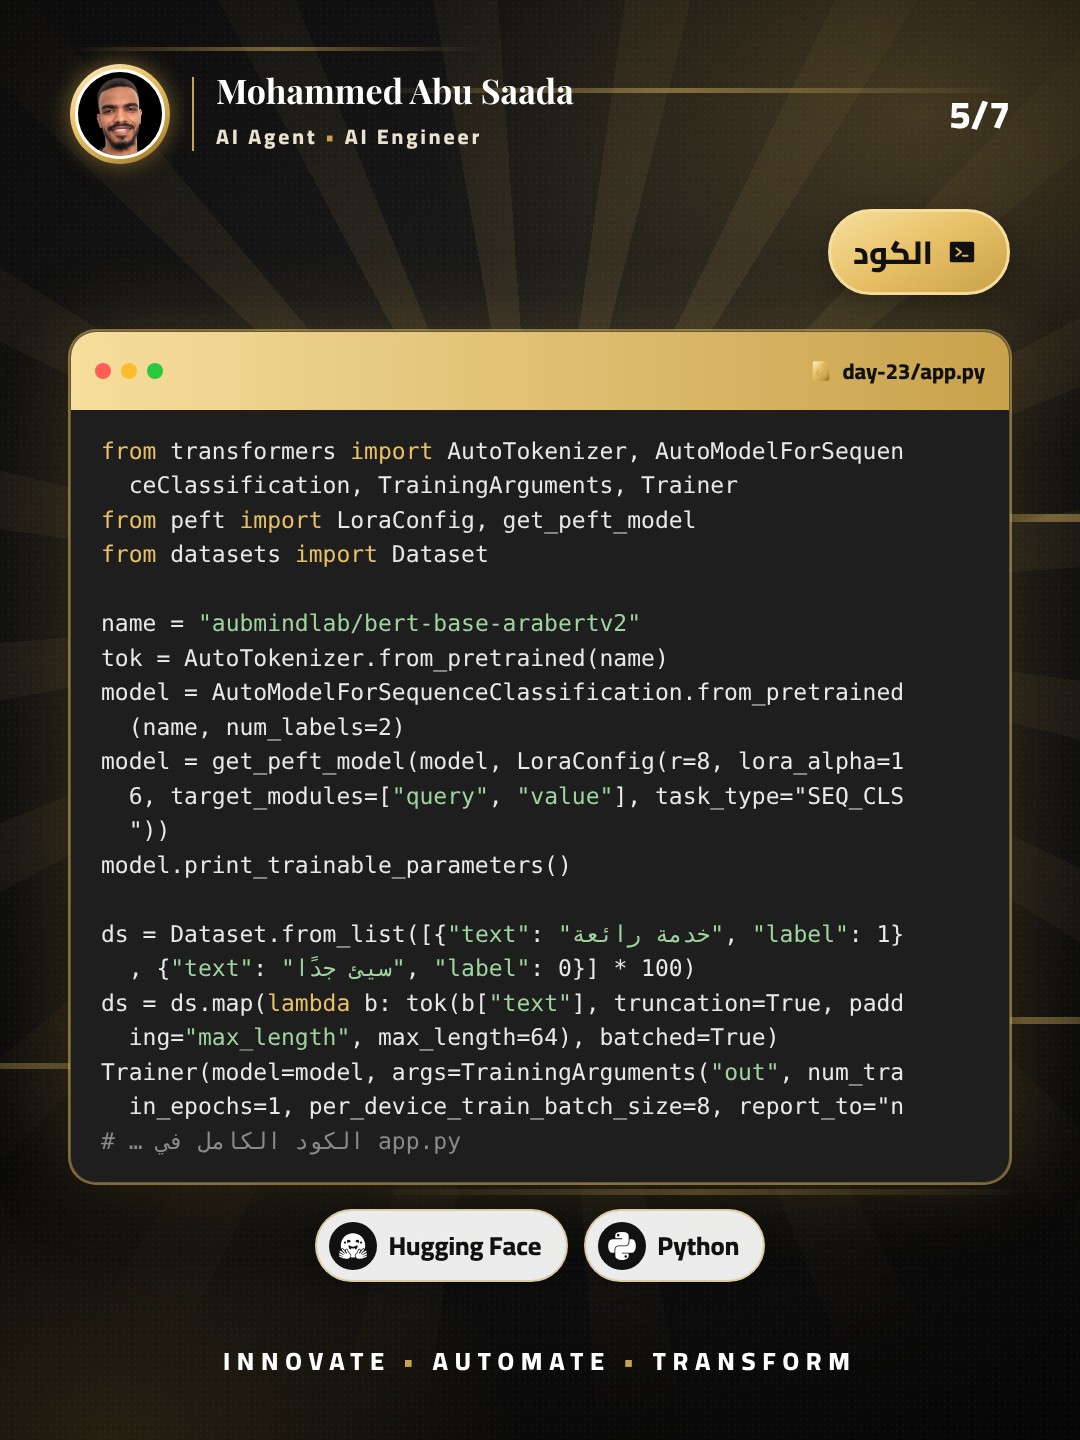 Mohammed Abu Saada
AI Agent ▪ AI Engineer
5/7
الكود
day-23/app.py
from transformers import AutoTokenizer, AutoModelForSequen
ceClassification, TrainingArguments, Trainer
from peft import LoraConfig, get_peft_model
from datasets import Dataset
name = "aubmindlab/bert-base-arabertv2"
tok = AutoTokenizer.from_pretrained(name)
model = AutoModelForSequenceClassification.from_pretrained
(name, num_labels=2)
model = get_peft_model(model, LoraConfig(r=8, lora_alpha=1
6, target_modules=["query", "value"], task_type="SEQ_CLS
"))
model.print_trainable_parameters()
ds = Dataset.from_list([{"text": "خدمة رائعة", "label": 1}
, {"text": "سيئ جدًا", "label": 0}] * 100)
ds = ds.map(lambda b: tok(b["text"], truncation=True, padd
ing="max_length", max_length=64), batched=True)
Trainer(model=model, args=TrainingArguments("out", num_tra
in_epochs=1, per_device_train_batch_size=8, report_to="n
# … الكود الكامل في app.py
Hugging Face
Python
INNOVATE ▪ AUTOMATE ▪ TRANSFORM